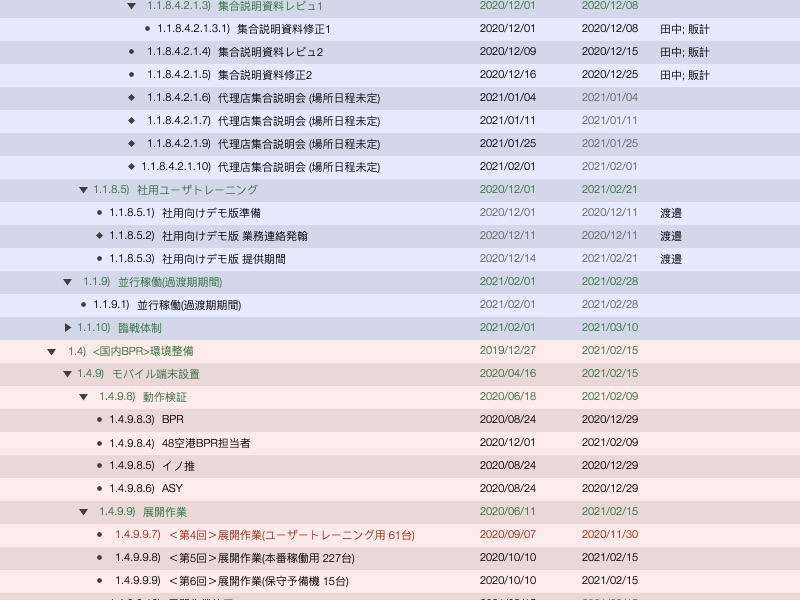 1.1.8.4.2.1.3) 集合説明資料レビュ1 2020/12/01 2020/12/08
1.1.8.4.2.1.3.1) 集合説明資料修正1 2020/12/01 2020/12/08 田中; 販計
1.1.8.4.2.1.4) 集合説明資料レビュ2 2020/12/09 2020/12/15 田中; 販計
1.1.8.4.2.1.5) 集合説明資料修正2 2020/12/16 2020/12/25 田中; 販計
1.1.8.4.2.1.6) 代理店集合説明会 (場所日程未定) 2021/01/04 2021/01/04
1.1.8.4.2.1.7) 代理店集合説明会 (場所日程未定) 2021/01/11 2021/01/11
1.1.8.4.2.1.9) 代理店集合説明会 (場所日程未定) 2021/01/25 2021/01/25
1.1.8.4.2.1.10) 代理店集合説明会 (場所日程未定) 2021/02/01 2021/02/01
1.1.8.5) 社用ユーザトレーニング 2020/12/01 2021/02/21
1.1.8.5.1) 社用向けデモ版準備 2020/12/01 2020/12/11 渡邉
1.1.8.5.2) 社用向けデモ版 業務連絡発翰 2020/12/11 2020/12/11 渡邉
1.1.8.5.3) 社用向けデモ版 提供期間 2020/12/14 2021/02/21 渡邉
1.1.9) 並行稼働(過渡期期間) 2021/02/01 2021/02/28
1.1.9.1) 並行稼働(過渡期期間) 2021/02/01 2021/02/28
1.1.10) 臨戦体制 2021/02/01 2021/03/10
1.4) <国内BPR>環境整備 2019/12/27 2021/02/15
1.4.9) モバイル端末設置 2020/04/16 2021/02/15
1.4.9.8) 動作検証 2020/06/18 2021/02/09
1.4.9.8.3) BPR 2020/08/24 2020/12/29
1.4.9.8.4) 48空港BPR担当者 2020/12/01 2021/02/09
1.4.9.8.5) イノ推 2020/08/24 2020/12/29
1.4.9.8.6) ASY 2020/08/24 2020/12/29
1.4.9.9) 展開作業 2020/06/11 2021/02/15
1.4.9.9.7) ＜第4回＞展開作業(ユーザートレーニング用 61台) 2020/09/07 2020/11/30
1.4.9.9.8) ＜第5回＞展開作業(本番稼働用 227台) 2020/10/10 2021/02/15
1.4.9.9.9) ＜第6回＞展開作業(保守予備機 15台) 2020/10/10 2021/02/15